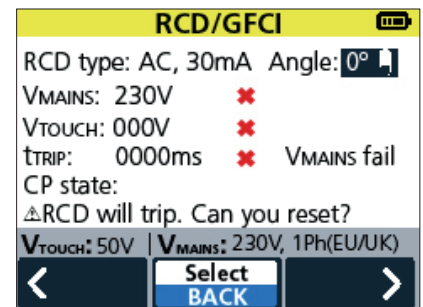 RCD/GFCI
RCD type: AC, 30mA Angle: 0°
VMAINS: 230V ✖
VTOUCH: 000V ✖
tTRIP: 0000ms ✖ VMAINS fail
CP state:
⚠RCD will trip. Can you reset?
VTOUCH: 50V | VMAINS: 230V, 1Ph(EU/UK)
< Select >
BACK